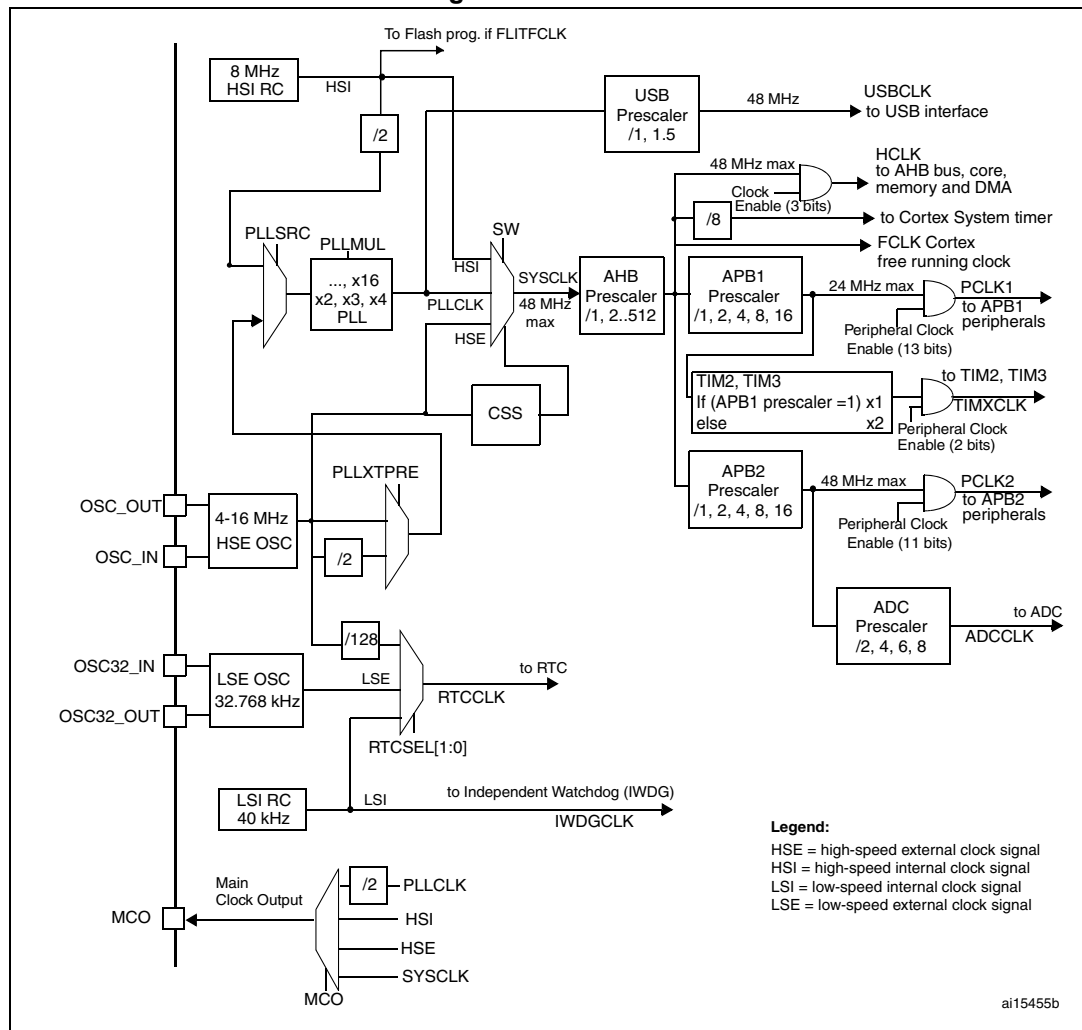 To Flash prog. if FLITFCLK
8 MHz
HSI RC
HSI
/2
USB
Prescaler
/1, 1.5
48 MHz
USBCLK
to USB interface
48 MHz max
Clock
Enable (3 bits)
HCLK
to AHB bus, core,
memory and DMA
/8
to Cortex System timer
FCLK Cortex
free running clock
PLLSRC
PLLMUL
..., x16
x2, x3, x4
PLL
SW
HSI
PLLCLK
HSE
SYSCLK
48 MHz
max
AHB
Prescaler
/1, 2..512
APB1
Prescaler
/1, 2, 4, 8, 16
24 MHz max
PCLK1
to APB1
peripherals
Peripheral Clock
Enable (13 bits)
TIM2, TIM3
If (APB1 prescaler =1) x1
else x2
to TIM2, TIM3
TIMXCLK
Peripheral Clock
Enable (2 bits)
CSS
PLLXTPRE
OSC_OUT
OSC_IN
4-16 MHz
HSE OSC
/2
APB2
Prescaler
/1, 2, 4, 8, 16
48 MHz max
PCLK2
to APB2
peripherals
Peripheral Clock
Enable (11 bits)
ADC
Prescaler
/2, 4, 6, 8
to ADC
ADCCLK
/128
OSC32_IN
OSC32_OUT
LSE OSC
32.768 kHz
LSE
to RTC
RTCCLK
RTCSEL[1:0]
LSI RC
40 kHz
LSI
to Independent Watchdog (IWDG)
IWDGCLK
Legend:
HSE = high-speed external clock signal
HSI = high-speed internal clock signal
LSI = low-speed internal clock signal
LSE = low-speed external clock signal
Main
Clock Output
MCO
/2
PLLCLK
HSI
HSE
SYSCLK
MCO
ai15455b